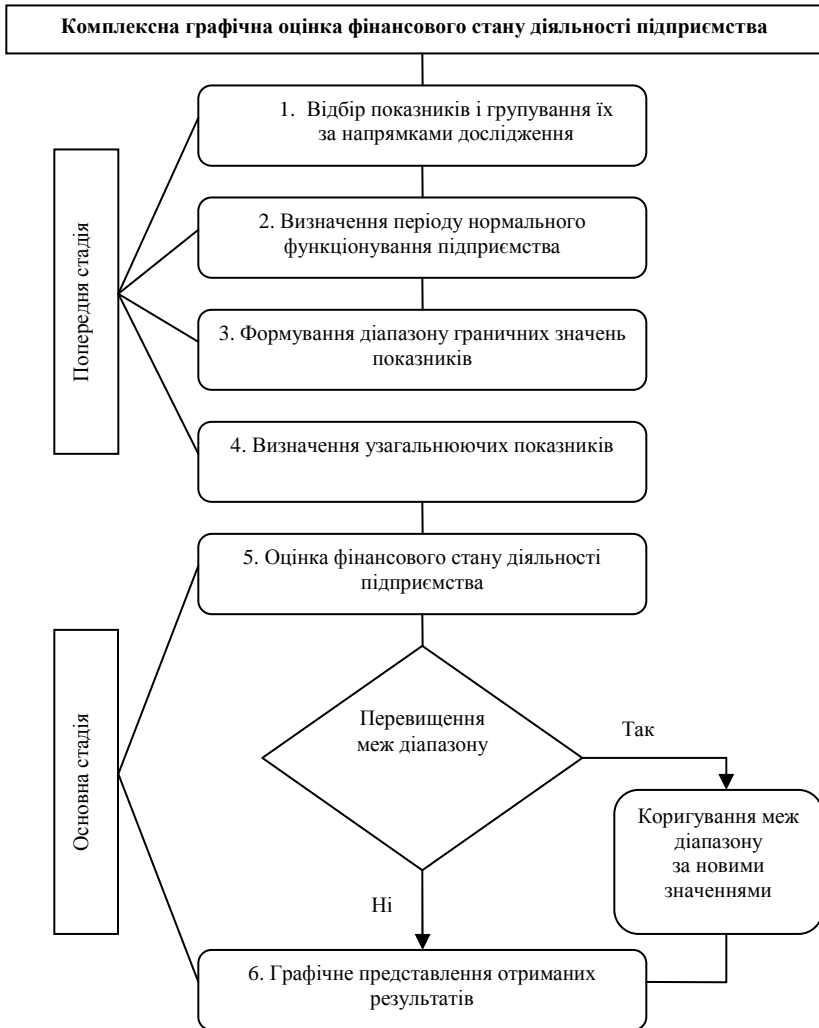 Комплексна графічна оцінка фінансового стану діяльності підприємства
1. Відбір показників і групування їх
за напрямками дослідження
Попередня стадія
2. Визначення періоду нормального
функціонування підприємства
3. Формування діапазону граничних значень
показників
4. Визначення узагальнюючих показників
5. Оцінка фінансового стану діяльності
підприємства
Основна стадія
Перевищення
меж діапазону
Так
Коригування меж
діапазону
за новими
значеннями
Ні
6. Графічне представлення отриманих
результатів